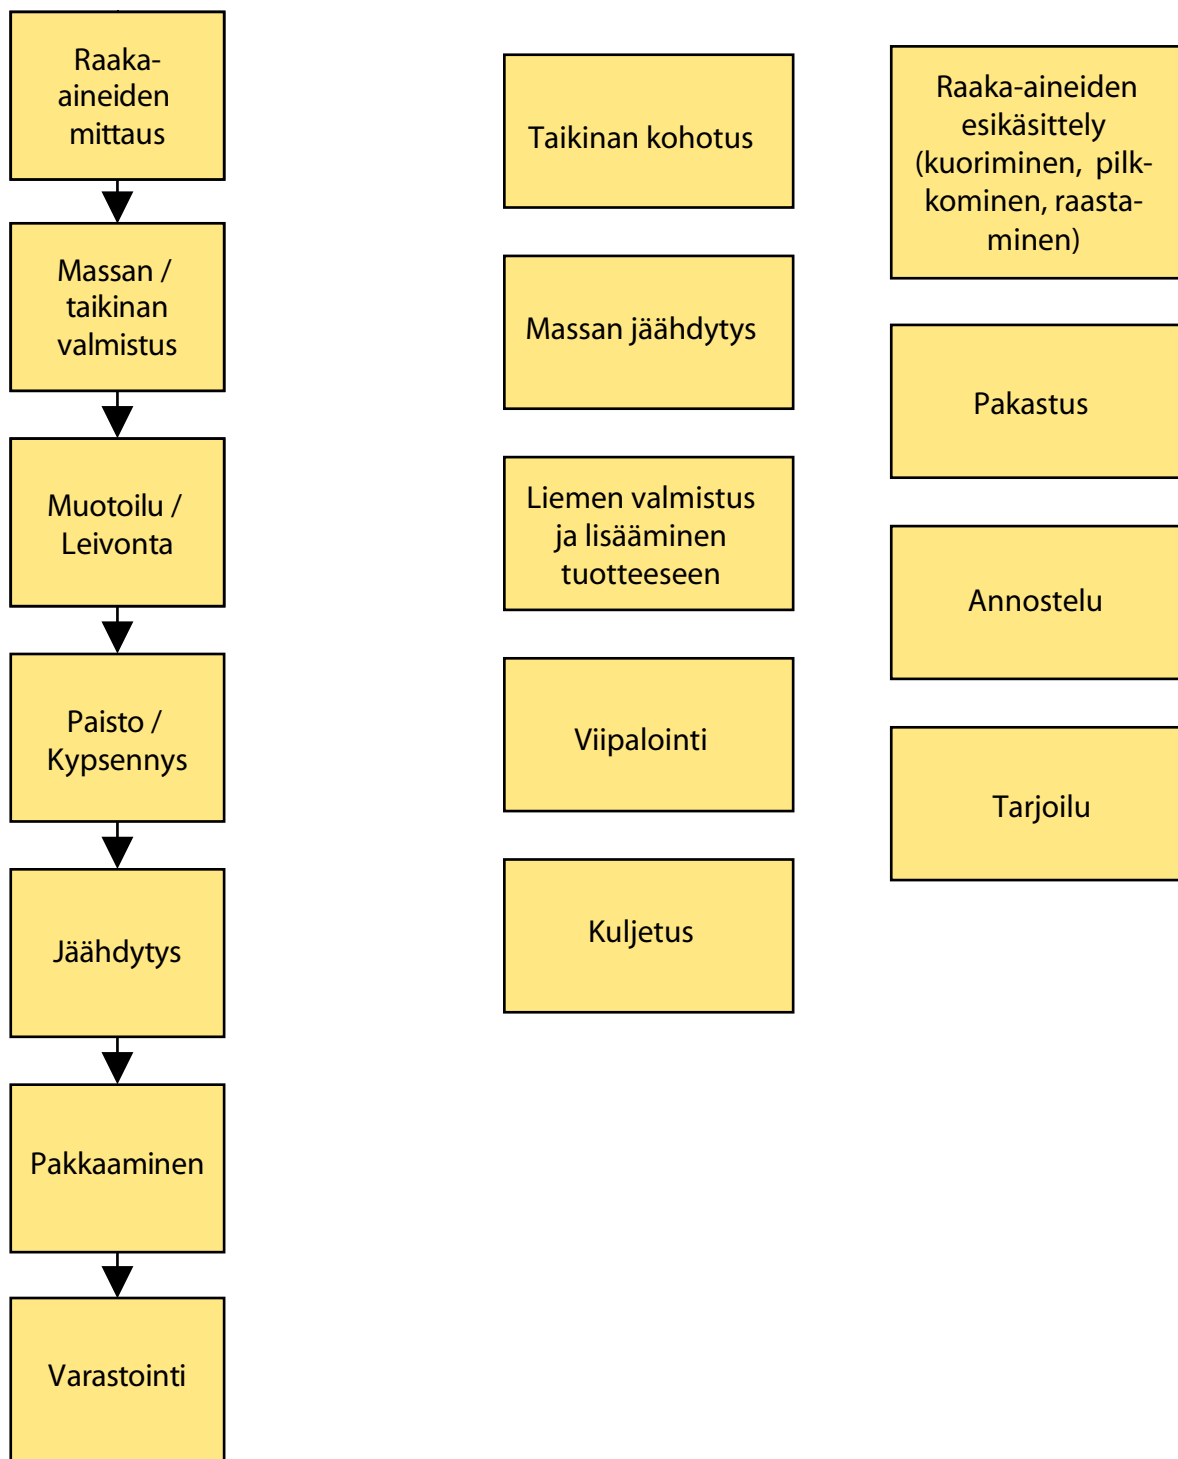 Raaka-
aineiden
mittaus
Massan /
taikinan
valmistus
Muotoilu /
Leivonta
Paisto /
Kypsennys
Jäähdytys
Pakkaaminen
Varastointi
Taikinan kohotus
Massan jäähdytys
Liemen valmistus
ja lisääminen
tuotteeseen
Viipalointi
Kuljetus
Raaka-aineiden
esikäsittely
(kuoriminen, pilk-
kominen, raasta-
minen)
Pakastus
Annostelu
Tarjoilu